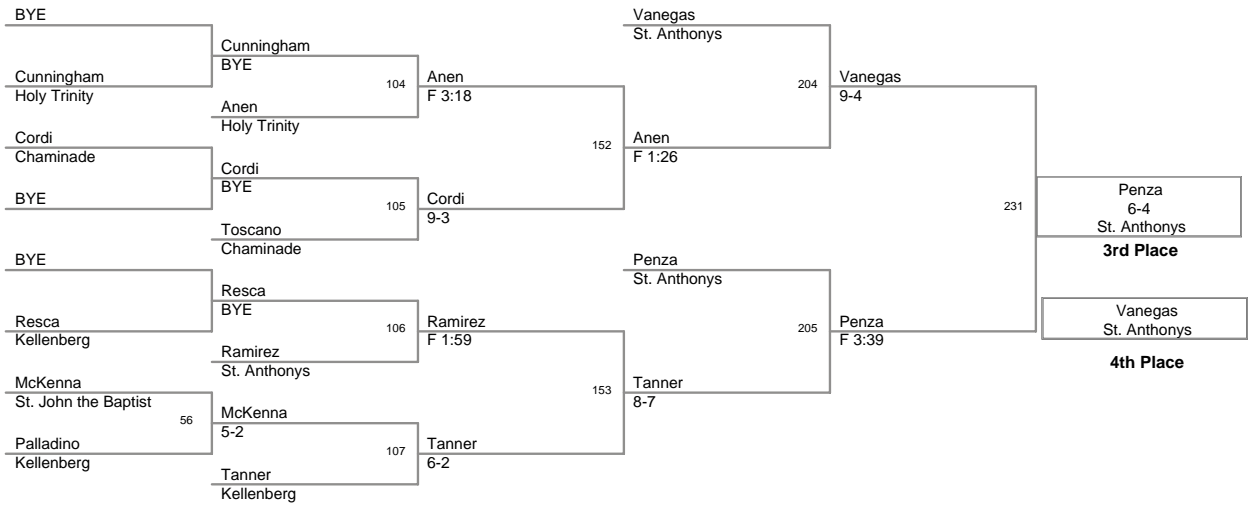 BYE
Cunningham
Holy Trinity
Cordi
Chaminade
BYE
BYE
Resca
Kellenberg
McKenna
St. John the Baptist
56
Palladino
Kellenberg
Cunningham
BYE
104
Anen
Holy Trinity
Cordi
BYE
105
Toscano
Chaminade
Resca
BYE
106
Ramirez
St. Anthonys
McKenna
5-2
107
Tanner
Kellenberg
Anen
F 3:18
152
Cordi
9-3
Ramirez
F 1:59
153
Tanner
6-2
Vanegas
St. Anthonys
204
Anen
F 1:26
Penza
St. Anthonys
205
Tanner
8-7
Vanegas
9-4
231
Penza
F 3:39
Penza
6-4
St. Anthonys
3rd Place
Vanegas
St. Anthonys
4th Place